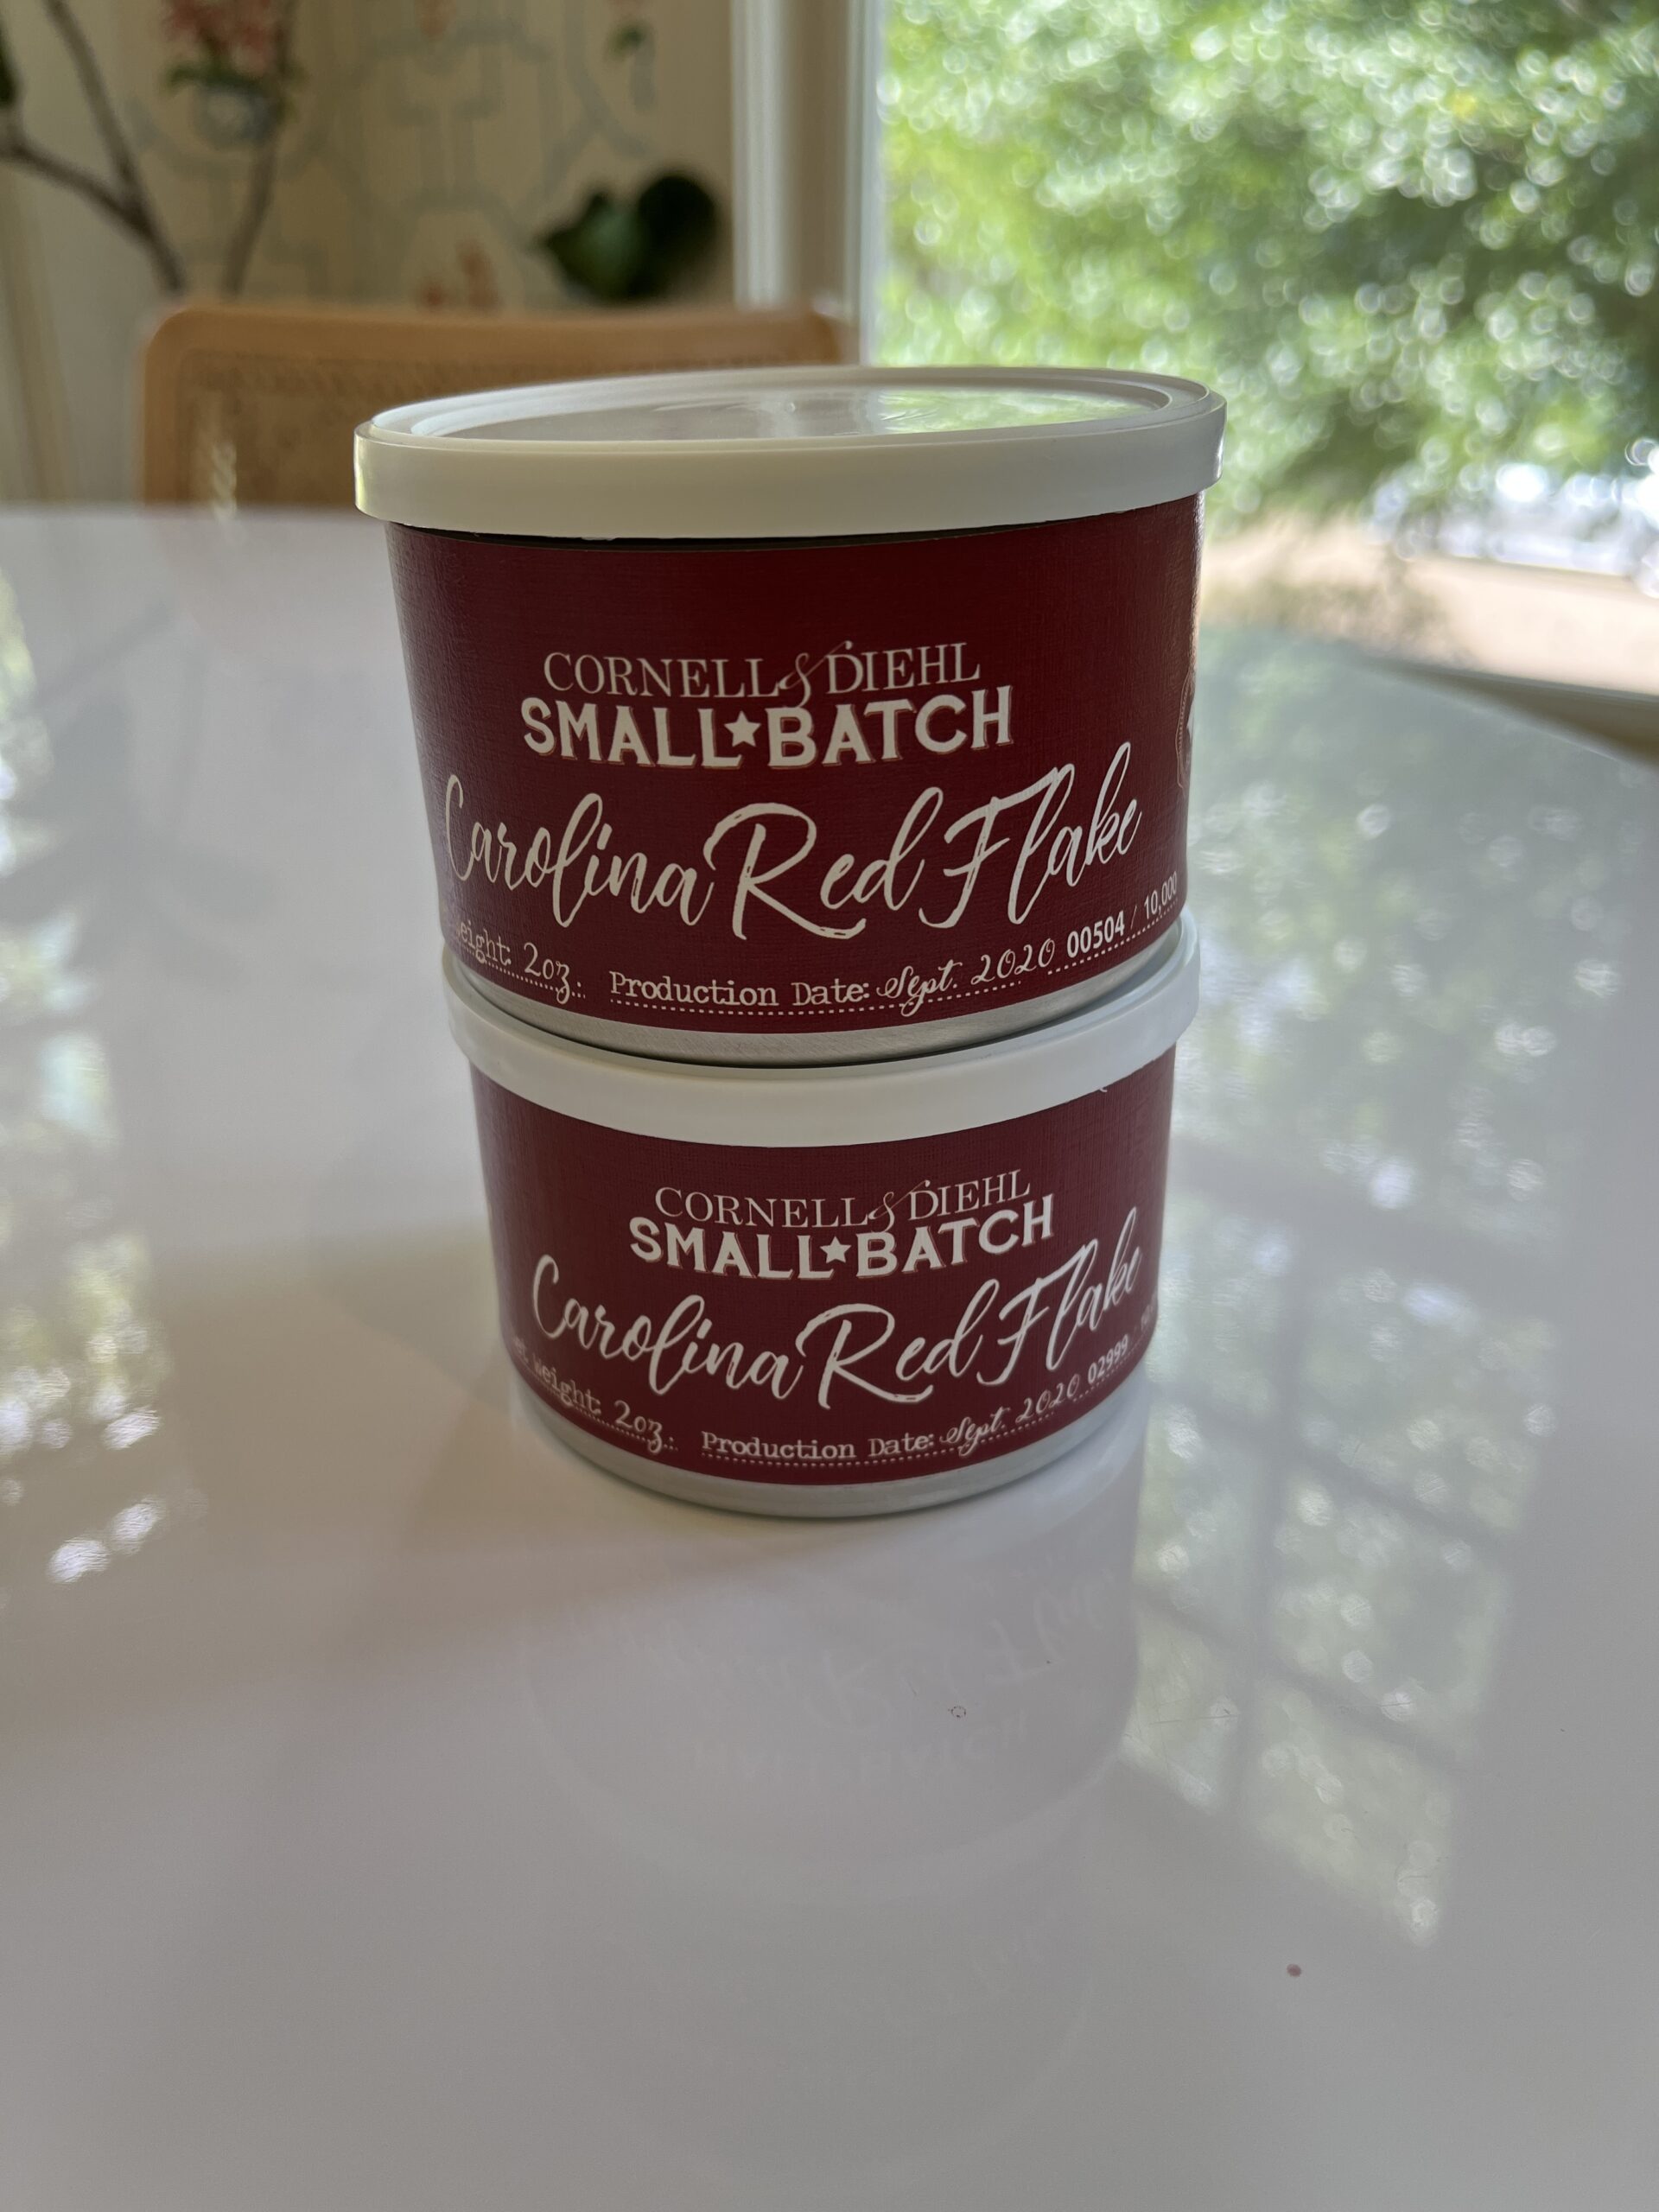 CORNELL & DIEHL
SMALL★BATCH
Carolina Red Flake
2oz. Production Date: Sept. 2020 00504 / 10,000
CORNELL & DIEHL
SMALL★BATCH
Carolina Red Flake
Weight: 2oz. Production Date: Sept. 2020 02999